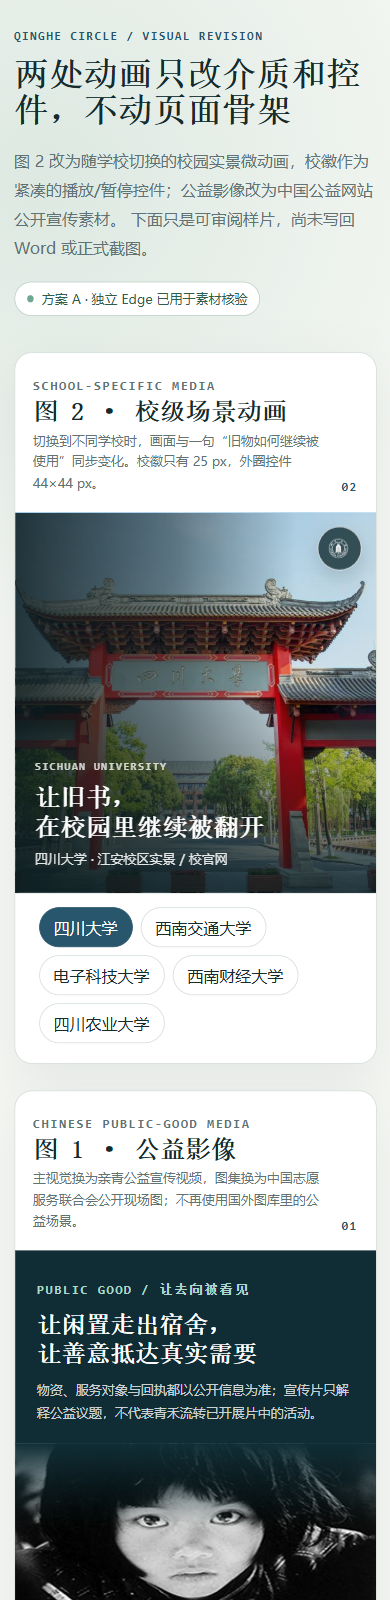 QINGHE CIRCLE / VISUAL REVISION
两处动画只改介质和控
件，不动页面骨架
图 2 改为随学校切换的校园实景微动画，校徽作为
紧凑的播放/暂停控件；公益影像改为中国公益网站
公开宣传素材。 下面只是可审阅样片，尚未写回
Word 或正式截图。
方案 A · 独立 Edge 已用于素材核验
SCHOOL-SPECIFIC MEDIA
图 2 • 校级场景动画
切换到不同学校时，画面与一句“旧物如何继续被
使用”同步变化。校徽只有 25 px，外圈控件
44×44 px。
02
四川大学
SICHUAN UNIVERSITY
让旧书，
在校园里继续被翻开
四川大学 · 江安校区实景 / 校官网
四川大学
西南交通大学
电子科技大学
西南财经大学
四川农业大学
CHINESE PUBLIC-GOOD MEDIA
图 1 • 公益影像
主视觉换为亲青公益宣传视频，图集换为中国志愿
服务联合会公开现场图；不再使用国外图库里的公
益场景。
01
PUBLIC GOOD / 让去向被看见
让闲置走出宿舍，
让善意抵达真实需要
物资、服务对象与回执都以公开信息为准；宣传片只解
释公益议题，不代表青禾流转已开展片中的活动。